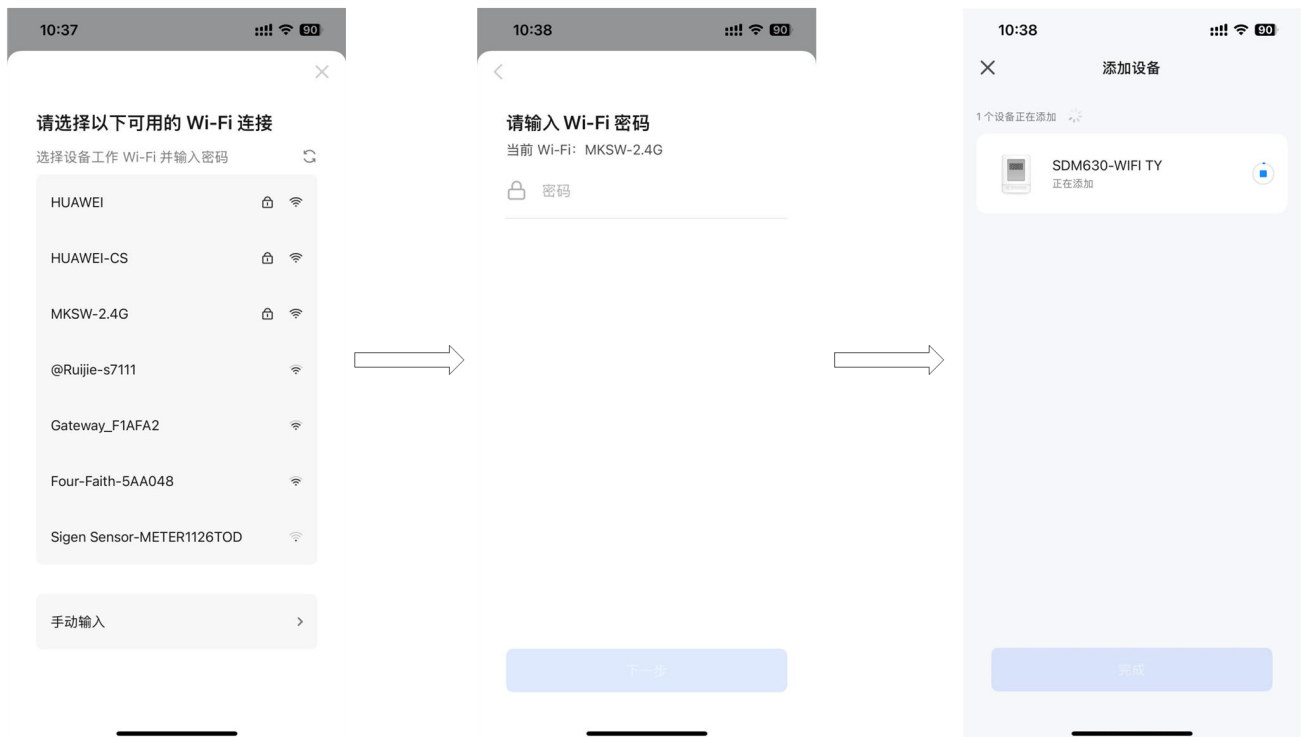 10:37
90
请选择以下可用的 Wi-Fi 连接
选择设备工作 Wi-Fi 并输入密码
HUAWEI
HUAWEI-CS
MKSW-2.4G
@Ruijie-s7111
Gateway_F1AFA2
Four-Faith-5AA048
Sigen Sensor-METER1126TOD
手动输入
10:38
90
请输入 Wi-Fi 密码
当前 Wi-Fi：MKSW-2.4G
密码
下一步
10:38
90
添加设备
1 个设备正在添加
SDM630-WIFI TY
正在添加
完成